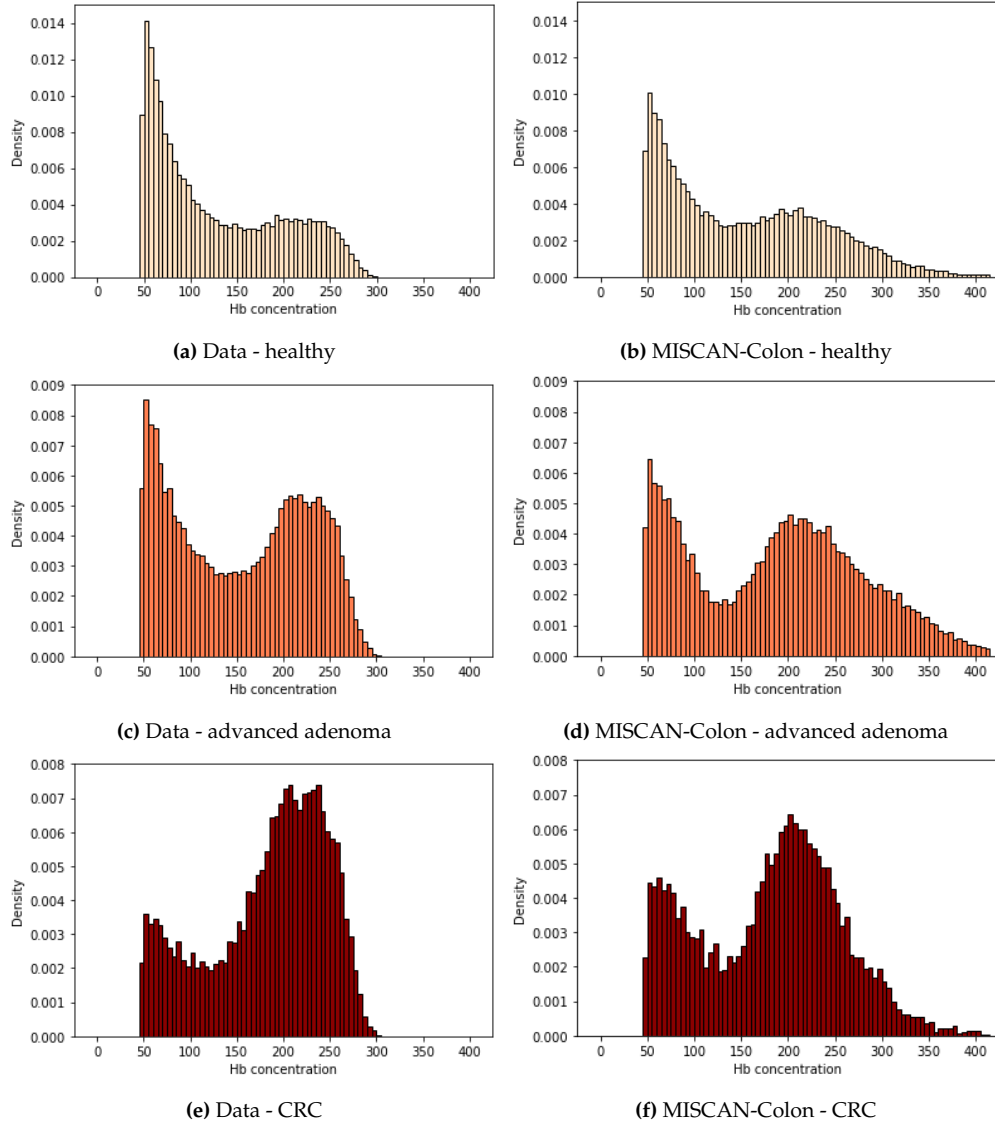 0.014
0.012
0.010
0.008
0.006
0.004
0.002
0.000
Density
0 50 100 150 200 250 300 350 400
Hb concentration
(a) Data - healthy
0.014
0.012
0.010
0.008
0.006
0.004
0.002
0.000
Density
0 50 100 150 200 250 300 350 400
Hb concentration
(b) MISCAN-Colon - healthy
0.009
0.008
0.007
0.006
0.005
0.004
0.003
0.002
0.001
0.000
Density
0 50 100 150 200 250 300 350 400
Hb concentration
(c) Data - advanced adenoma
0.009
0.008
0.007
0.006
0.005
0.004
0.003
0.002
0.001
0.000
Density
0 50 100 150 200 250 300 350 400
Hb concentration
(d) MISCAN-Colon - advanced adenoma
0.008
0.007
0.006
0.005
0.004
0.003
0.002
0.001
0.000
Density
0 50 100 150 200 250 300 350 400
Hb concentration
(e) Data - CRC
0.008
0.007
0.006
0.005
0.004
0.003
0.002
0.001
0.000
Density
0 50 100 150 200 250 300 350 400
Hb concentration
(f) MISCAN-Colon - CRC